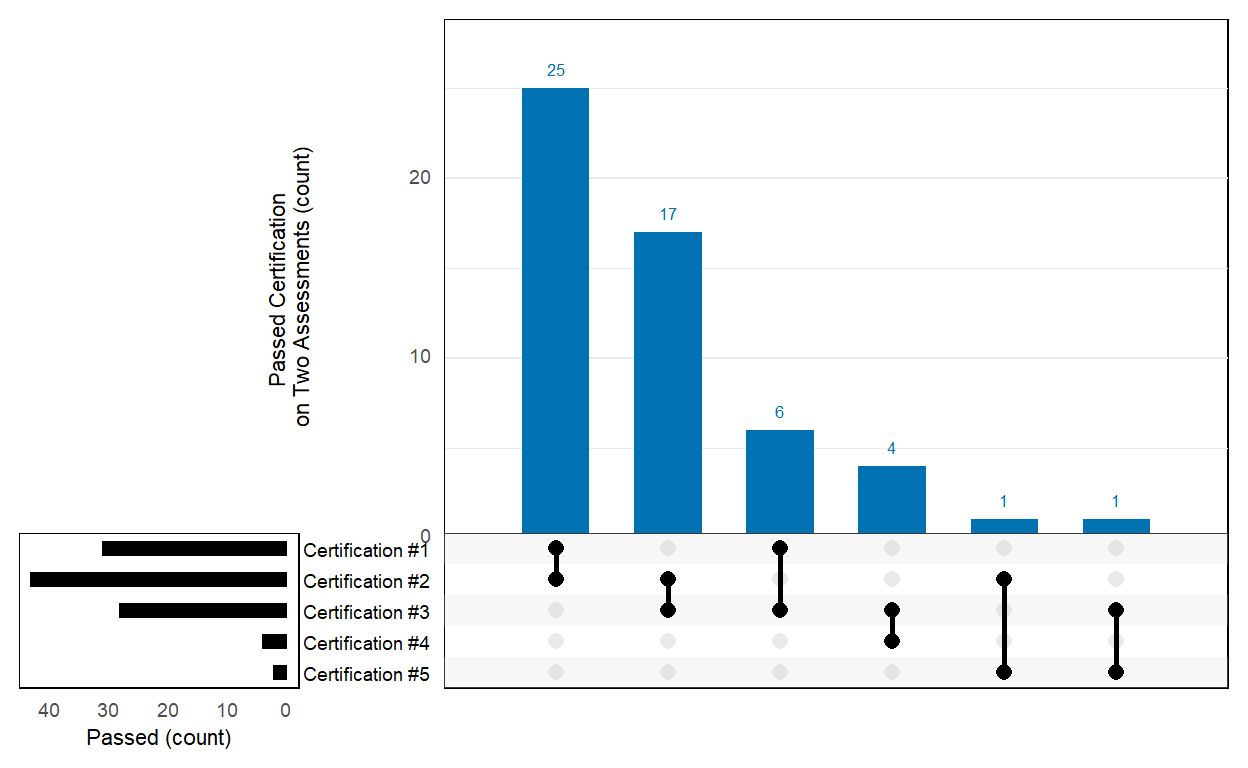 25
17
6
4
1
1
20
10
0
Passed Certification
on Two Assessments (count)
Certification #1
Certification #2
Certification #3
Certification #4
Certification #5
40 30 20 10 0
Passed (count)